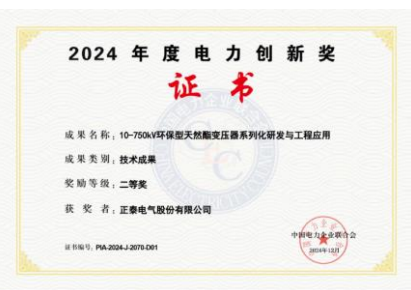 2024 年度电力创新奖
证书
成果名称：10-750kV环保型天然酯变压器系列化研发与工程应用
成果类别：技术成果
奖励等级：二等奖
获奖者：正泰电气股份有限公司
中国电力企业联合会
证书编号：PIA-2024-J-2070-D01
2024年12月